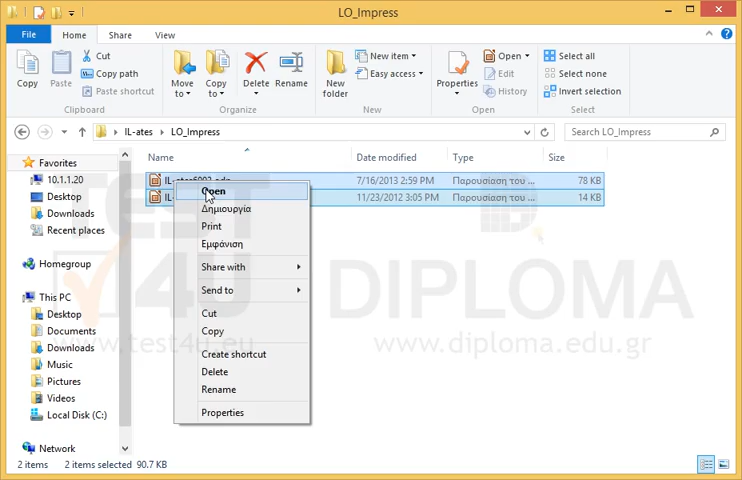 LO_Impress
File Home Share View
Copy
Paste
Cut
Copy path
Paste shortcut
Clipboard
Move to
Copy to
Delete
Rename
Organize
New folder
New item
Easy access
New
Properties
Open
Edit
History
Open
Select all
Select none
Invert selection
Select
IL-ates LO_Impress
Search LO_Impress
Name Date modified Type Size
7/16/2013 2:59 PM Παρουσίαση του ... 78 KB
IL- 11/23/2012 3:05 PM Παρουσίαση του ... 14 KB
Favorites
10.1.1.20
Desktop
Downloads
Recent places
Homegroup
This PC
Desktop
Documents
Downloads
Music
Pictures
Videos
Local Disk (C:)
Network
Open
Δημιουργία
Print
Εμφάνιση
Share with
Send to
Cut
Copy
Create shortcut
Delete
Rename
Properties
TEST
4U
www.test4u.eu
DIPLOMA
www.diploma.edu.gr
2 items 2 items selected 90.7 KB